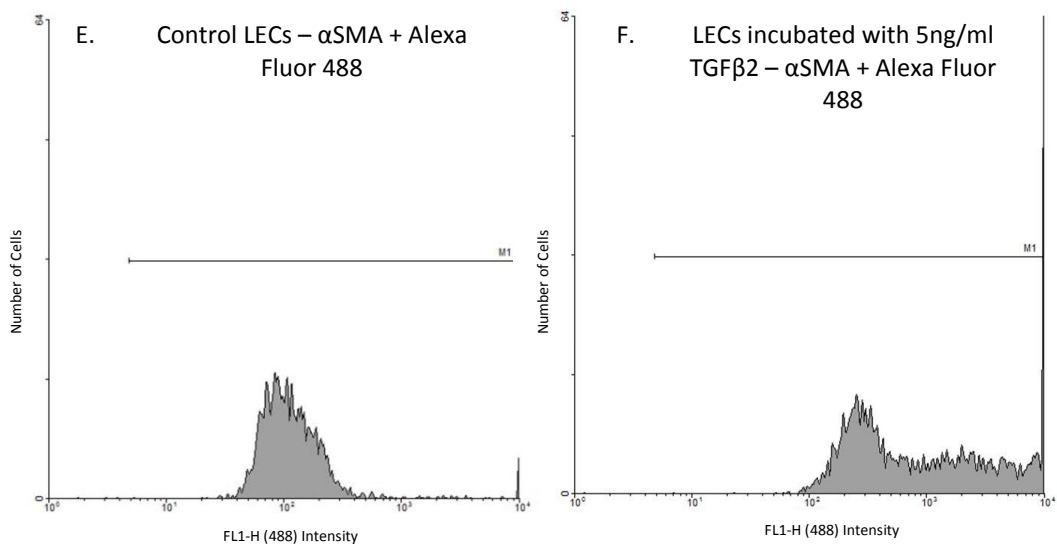 E. Control LECs – αSMA + Alexa
Fluor 488
64
Number of Cells
M1
0
10⁰ 10¹ 10² 10³ 10⁴
FL1-H (488) Intensity
F. LECs incubated with 5ng/ml
TGFβ2 – αSMA + Alexa Fluor
488
64
Number of Cells
M1
0
10⁰ 10¹ 10² 10³ 10⁴
FL1-H (488) Intensity